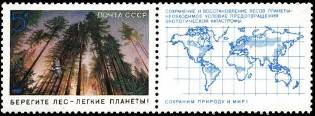 5к
ПОЧТА СССР
БЕРЕГИТЕ ЛЕС-ЛЕГКИЕ ПЛАНЕТЫ!
СОХРАНЕНИЕ И ВОССТАНОВЛЕНИЕ ЛЕСОВ ПЛАНЕТЫ-
НЕОБХОДИМОЕ УСЛОВИЕ ПРЕДОТВРАЩЕНИЯ
ЭКОЛОГИЧЕСКОЙ КАТАСТРОФЫ
СОХРАНИМ ПРИРОДУ И МИР!